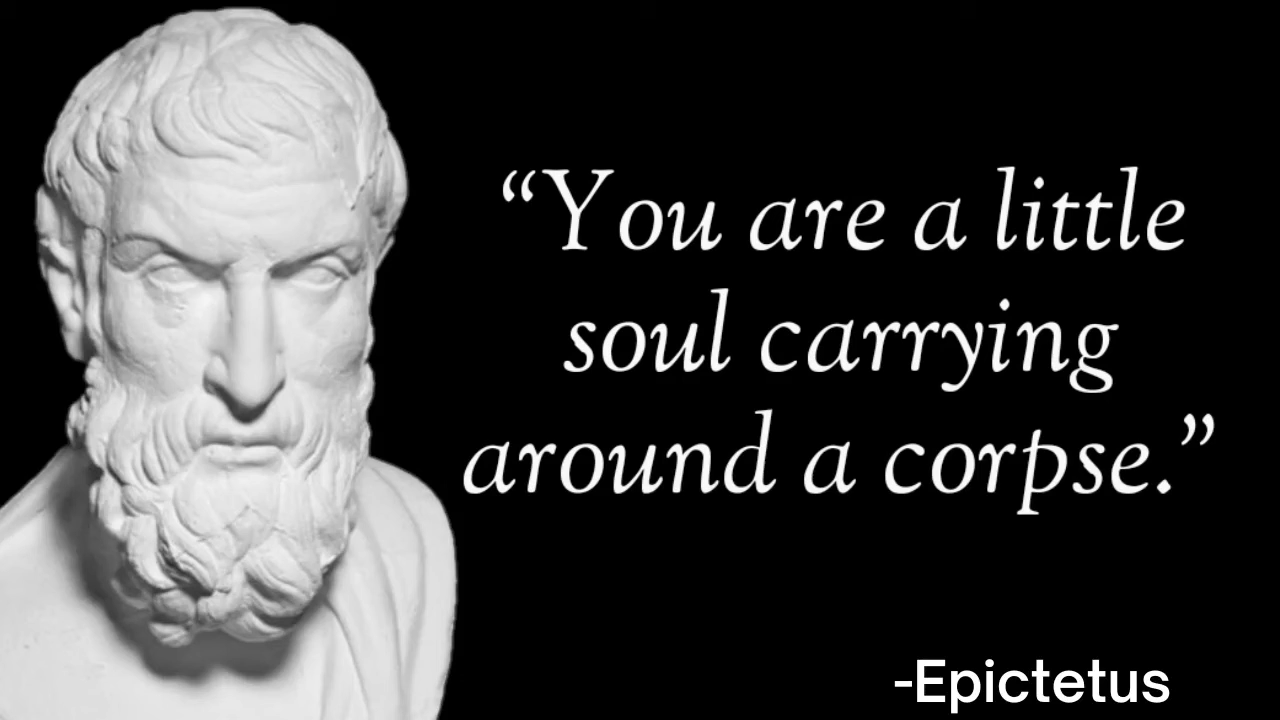 “You are a little
soul carrying
around a corpse.”
-Epictetus